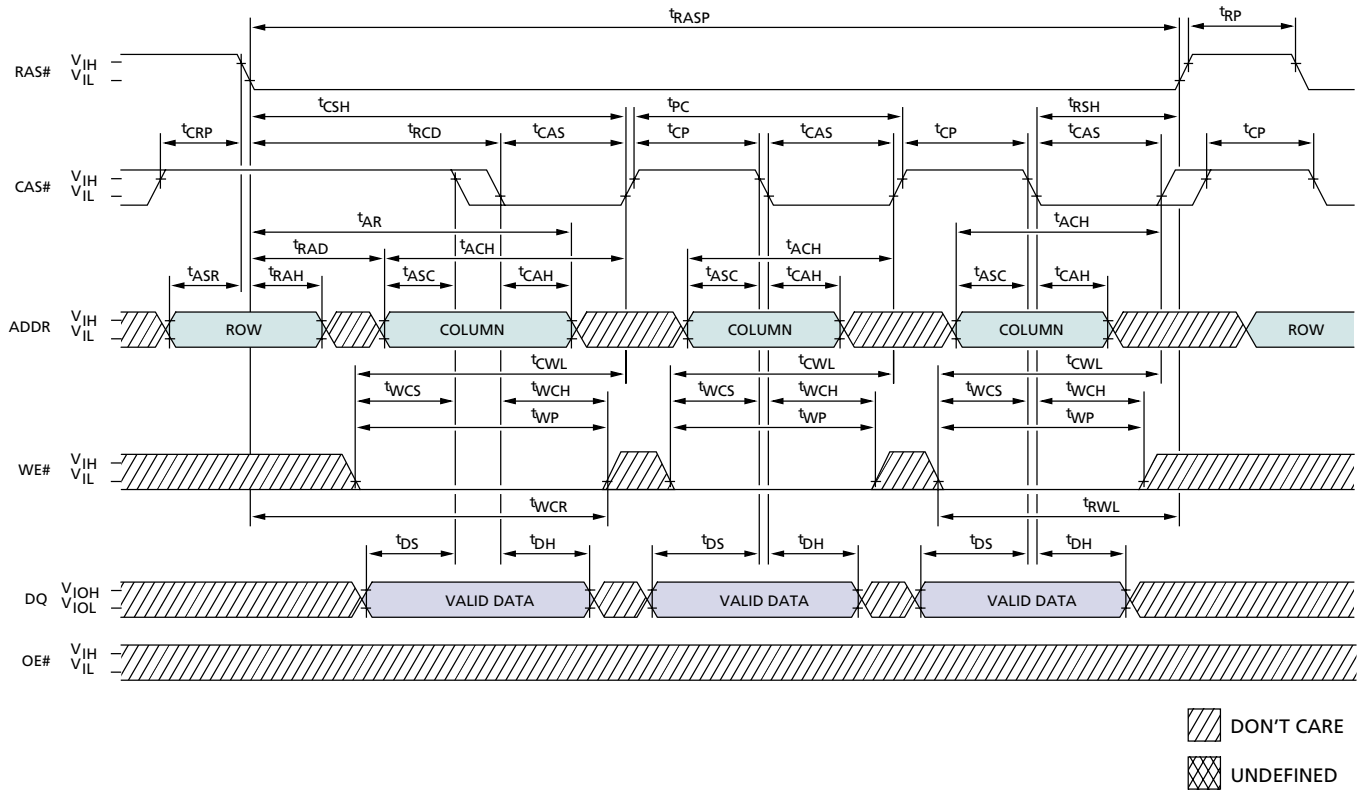 tRASP tRP
RAS# VIH
VIL
tCSH tPC tRSH
tCRP tRCD tCAS tCP tCAS tCP tCAS tCP
CAS# VIH
VIL
tAR
tRAD tACH tACH tACH
tASR tRAH tASC tCAH tASC tCAH tASC tCAH
ADDR VIH
VIL
ROW COLUMN COLUMN COLUMN ROW
tCWL tCWL tCWL
tWCS tWCH tWCS tWCH tWCS tWCH
tWP tWP tWP
WE# VIH
VIL
tWCR tRWL
tDS tDH tDS tDH tDS tDH
DQ VIOH
VIOL
VALID DATA VALID DATA VALID DATA
OE# VIH
VIL
DON'T CARE
UNDEFINED